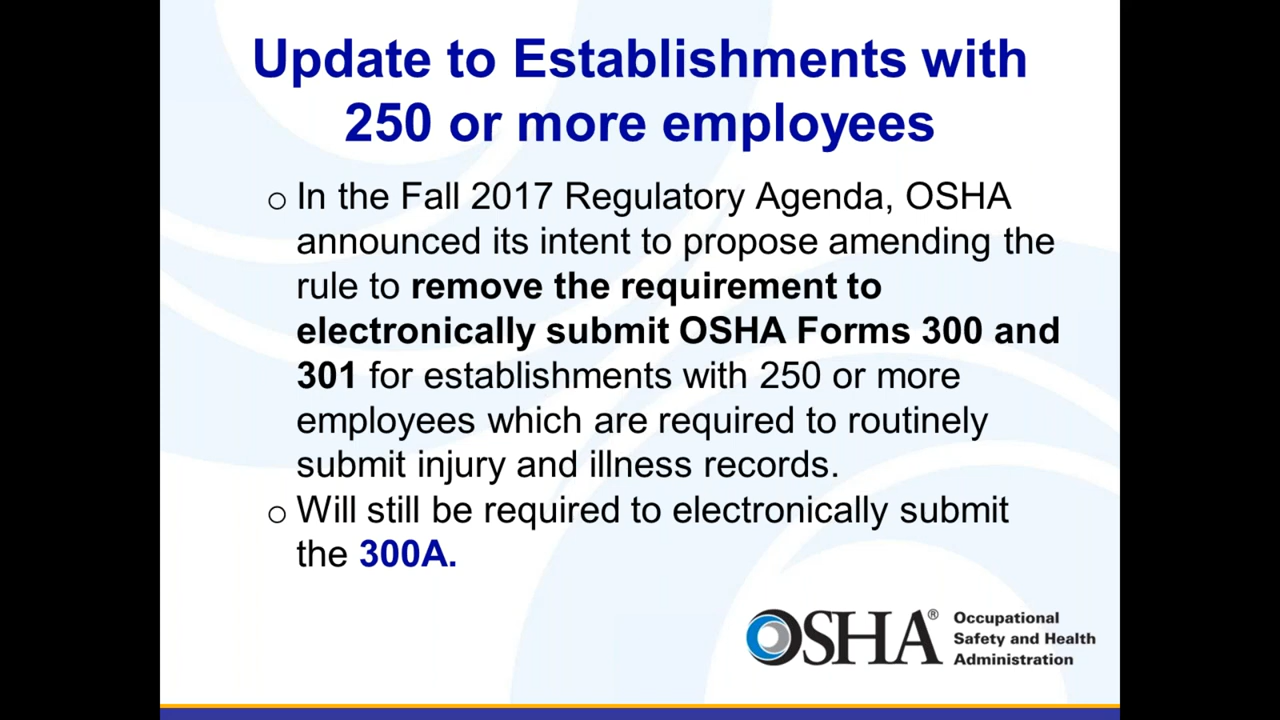 Update to Establishments with
250 or more employees
o In the Fall 2017 Regulatory Agenda, OSHA
announced its intent to propose amending the
rule to remove the requirement to
electronically submit OSHA Forms 300 and
301 for establishments with 250 or more
employees which are required to routinely
submit injury and illness records.
o Will still be required to electronically submit
the 300A.
OSHA®
Occupational
Safety and Health
Administration